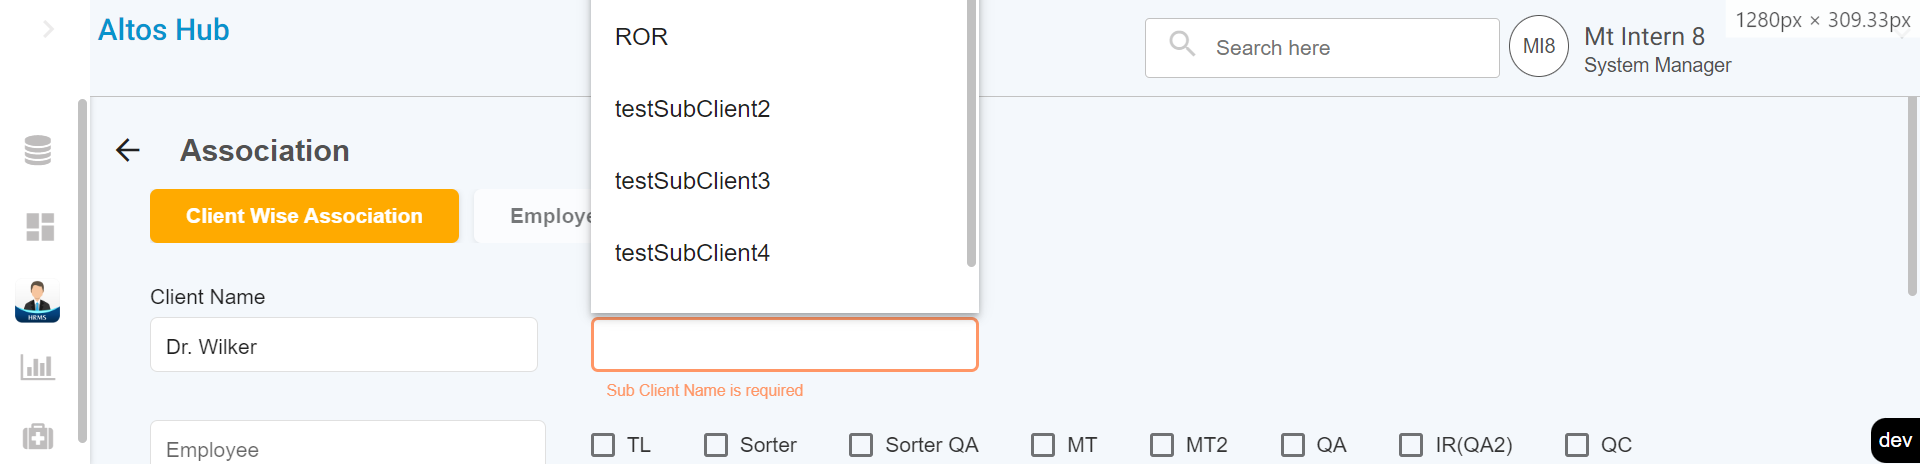 Altos Hub
Search here
MI8
Mt Intern 8
System Manager
1280px × 309.33px
ROR
testSubClient2
testSubClient3
testSubClient4
Association
Client Wise Association
Employe
HRMS
Client Name
Dr. Wilker
Sub Client Name is required
Employee
TL
Sorter
Sorter QA
MT
MT2
QA
IR(QA2)
QC
dev